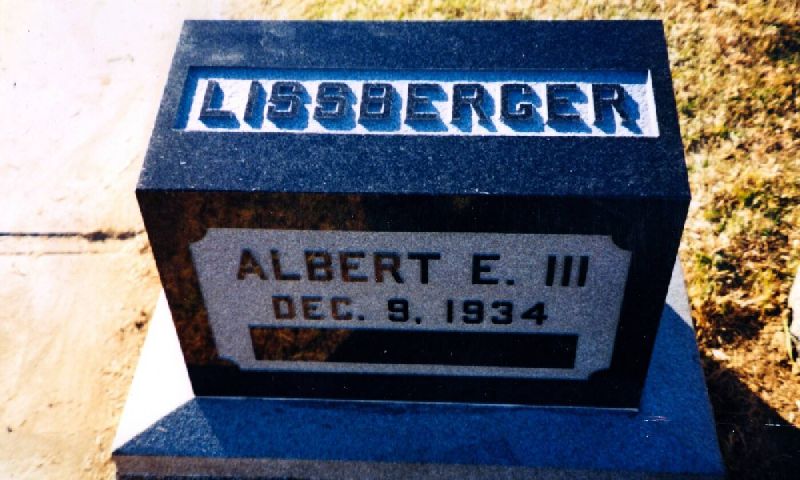 LISSBERGER
ALBERT E. III
DEC. 9, 1934